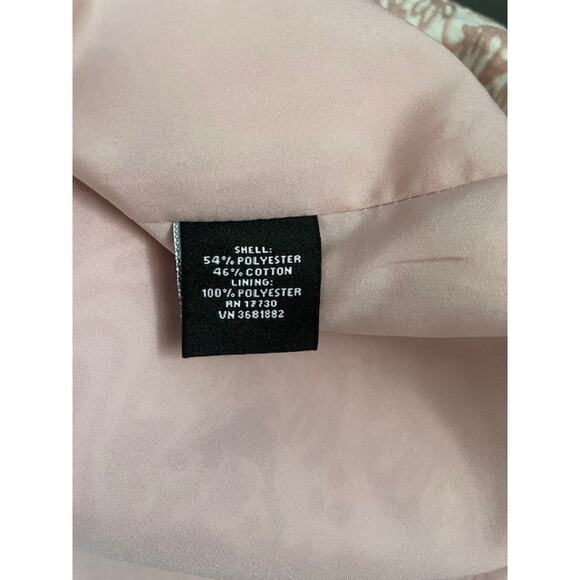 SHELL:
54% POLYESTER
46% COTTON
LINING:
100% POLYESTER
RN 17730
VN 3681882